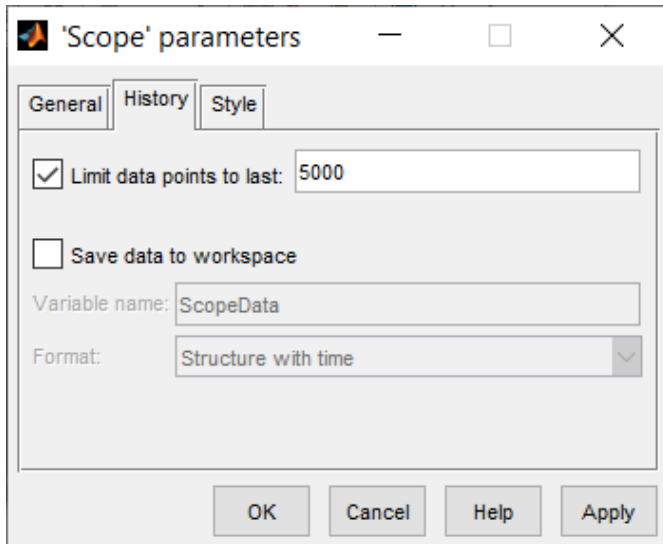 'Scope' parameters
General History Style
Limit data points to last: 5000
Save data to workspace
Variable name: ScopeData
Format: Structure with time
OK Cancel Help Apply